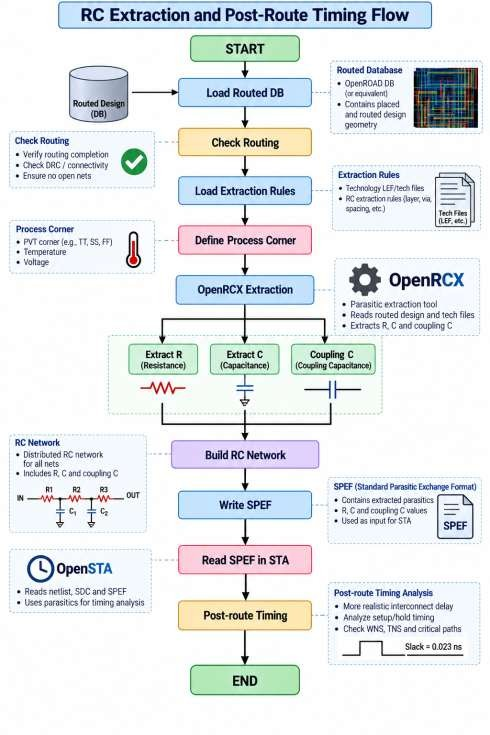 RC Extraction and Post-Route Timing Flow
START
Routed Design
(DB)
Load Routed DB
Routed Database
• OpenROAD DB
(or equivalent)
• Contains placed
and routed design
geometry
Check Routing
• Verify routing completion
• Check DRC / connectivity
• Ensure no open nets
Check Routing
Load Extraction Rules
Extraction Rules
• Technology LEF/tech files
• RC extraction rules (layer, via,
spacing, etc.)
Tech Files
(LEF, etc.)
Process Corner
• PVT corner (e.g., TT, SS, FF)
• Temperature
• Voltage
Define Process Corner
OpenRCX Extraction
OpenRCX
• Parasitic extraction tool
• Reads routed design and tech files
• Extracts R, C and coupling C
Extract R
(Resistance)
Extract C
(Capacitance)
Coupling C
(Coupling Capacitance)
RC Network
• Distributed RC network
for all nets
• Includes R, C and coupling C
R1 R2 R3
IN OUT
C1 C2
Build RC Network
Write SPEF
SPEF (Standard Parasitic Exchange Format)
• Contains extracted parasitics
• R, C and coupling C values
• Used as input for STA
SPEF
OpenSTA
• Reads netlist, SDC and SPEF
• Uses parasitics for timing analysis
Read SPEF in STA
Post-route Timing
Post-route Timing Analysis
• More realistic interconnect delay
• Analyze setup/hold timing
• Check WNS, TNS and critical paths
Slack = 0.023 ns
END